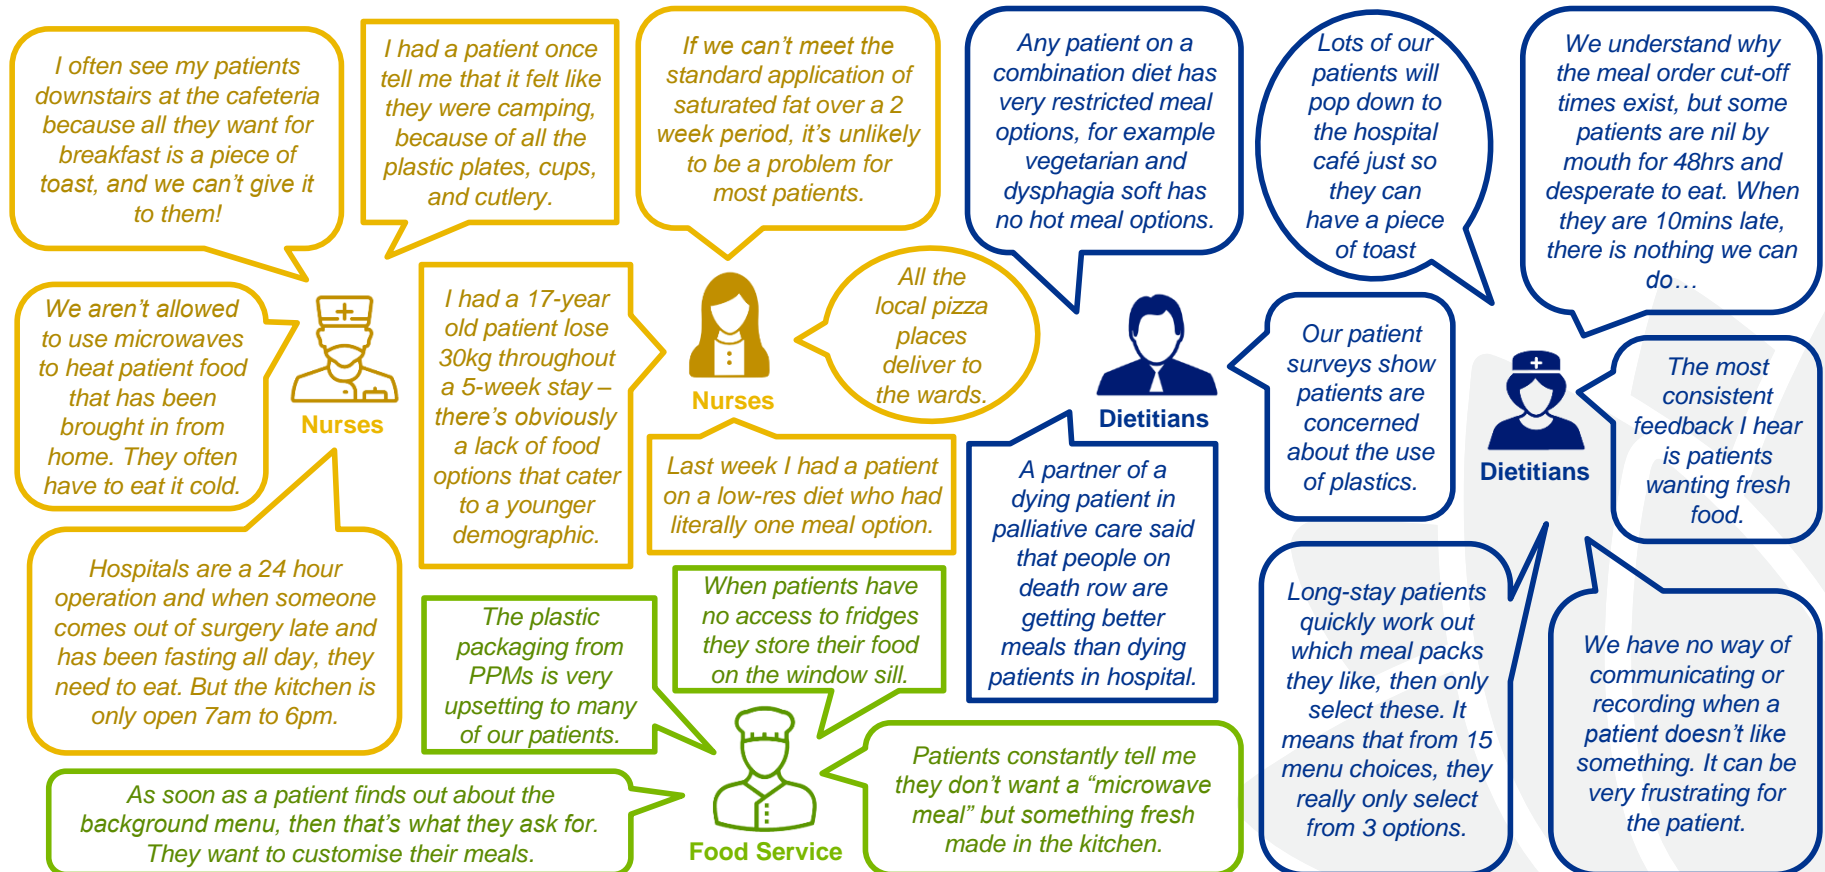 I often see my patients
downstairs at the cafeteria
because all they want for
breakfast is a piece of
toast, and we can't give it
to them!
I had a patient once
tell me that it felt like
they were camping,
because of all the
plastic plates, cups,
and cutlery.
If we can't meet the
standard application of
saturated fat over a 2
week period, it's unlikely
to be a problem for
most patients.
Any patient on a
combination diet has
very restricted meal
options, for example
vegetarian and
dysphagia soft has
no hot meal options.
Lots of our
patients will
pop down to
the hospital
café just so
they can
have a piece
of toast
We understand why
the meal order cut-off
times exist, but some
patients are nil by
mouth for 48hrs and
desperate to eat. When
they are 10mins late,
there is nothing we can
do…
We aren't allowed
to use microwaves
to heat patient food
that has been
brought in from
home. They often
have to eat it cold.
Nurses
I had a 17-year
old patient lose
30kg throughout
a 5-week stay –
there's obviously
a lack of food
options that cater
to a younger
demographic.
Nurses
All the
local pizza
places
deliver to
the wards.
Dietitians
Our patient
surveys show
patients are
concerned
about the use
of plastics.
Dietitians
The most
consistent
feedback I hear
is patients
wanting fresh
food.
Last week I had a patient
on a low-res diet who had
literally one meal option.
A partner of a
dying patient in
palliative care said
that people on
death row are
getting better
meals than dying
patients in hospital.
Hospitals are a 24 hour
operation and when someone
comes out of surgery late and
has been fasting all day, they
need to eat. But the kitchen is
only open 7am to 6pm.
The plastic
packaging from
PPMs is very
upsetting to many
of our patients.
When patients have
no access to fridges
they store their food
on the window sill.
Long-stay patients
quickly work out
which meal packs
they like, then only
select these. It
means that from 15
menu choices, they
really only select
from 3 options.
We have no way of
communicating or
recording when a
patient doesn't like
something. It can be
very frustrating for
the patient.
As soon as a patient finds out about the
background menu, then that's what they ask for.
They want to customise their meals.
Food Service
Patients constantly tell me
they don't want a "microwave
meal" but something fresh
made in the kitchen.